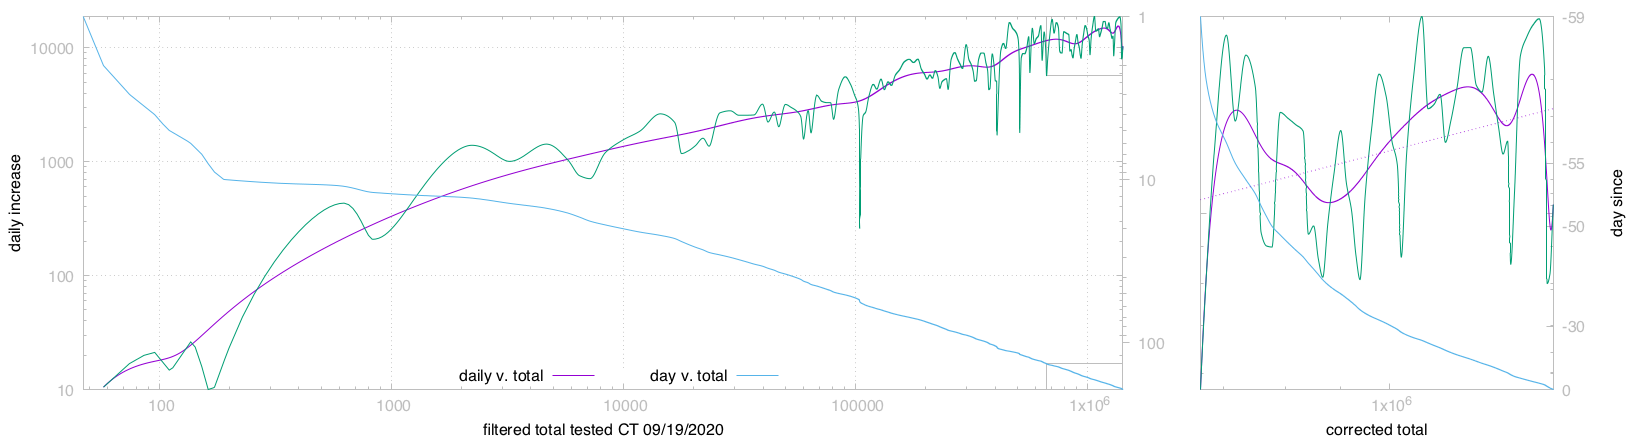 10000
1000
100
10
daily increase
100
1000
10000
100000
1x10^6
filtered total tested CT 09/19/2020
daily v. total
day v. total
1
10
100
1x10^6
corrected total
-59
-55
-50
-30
0
day since